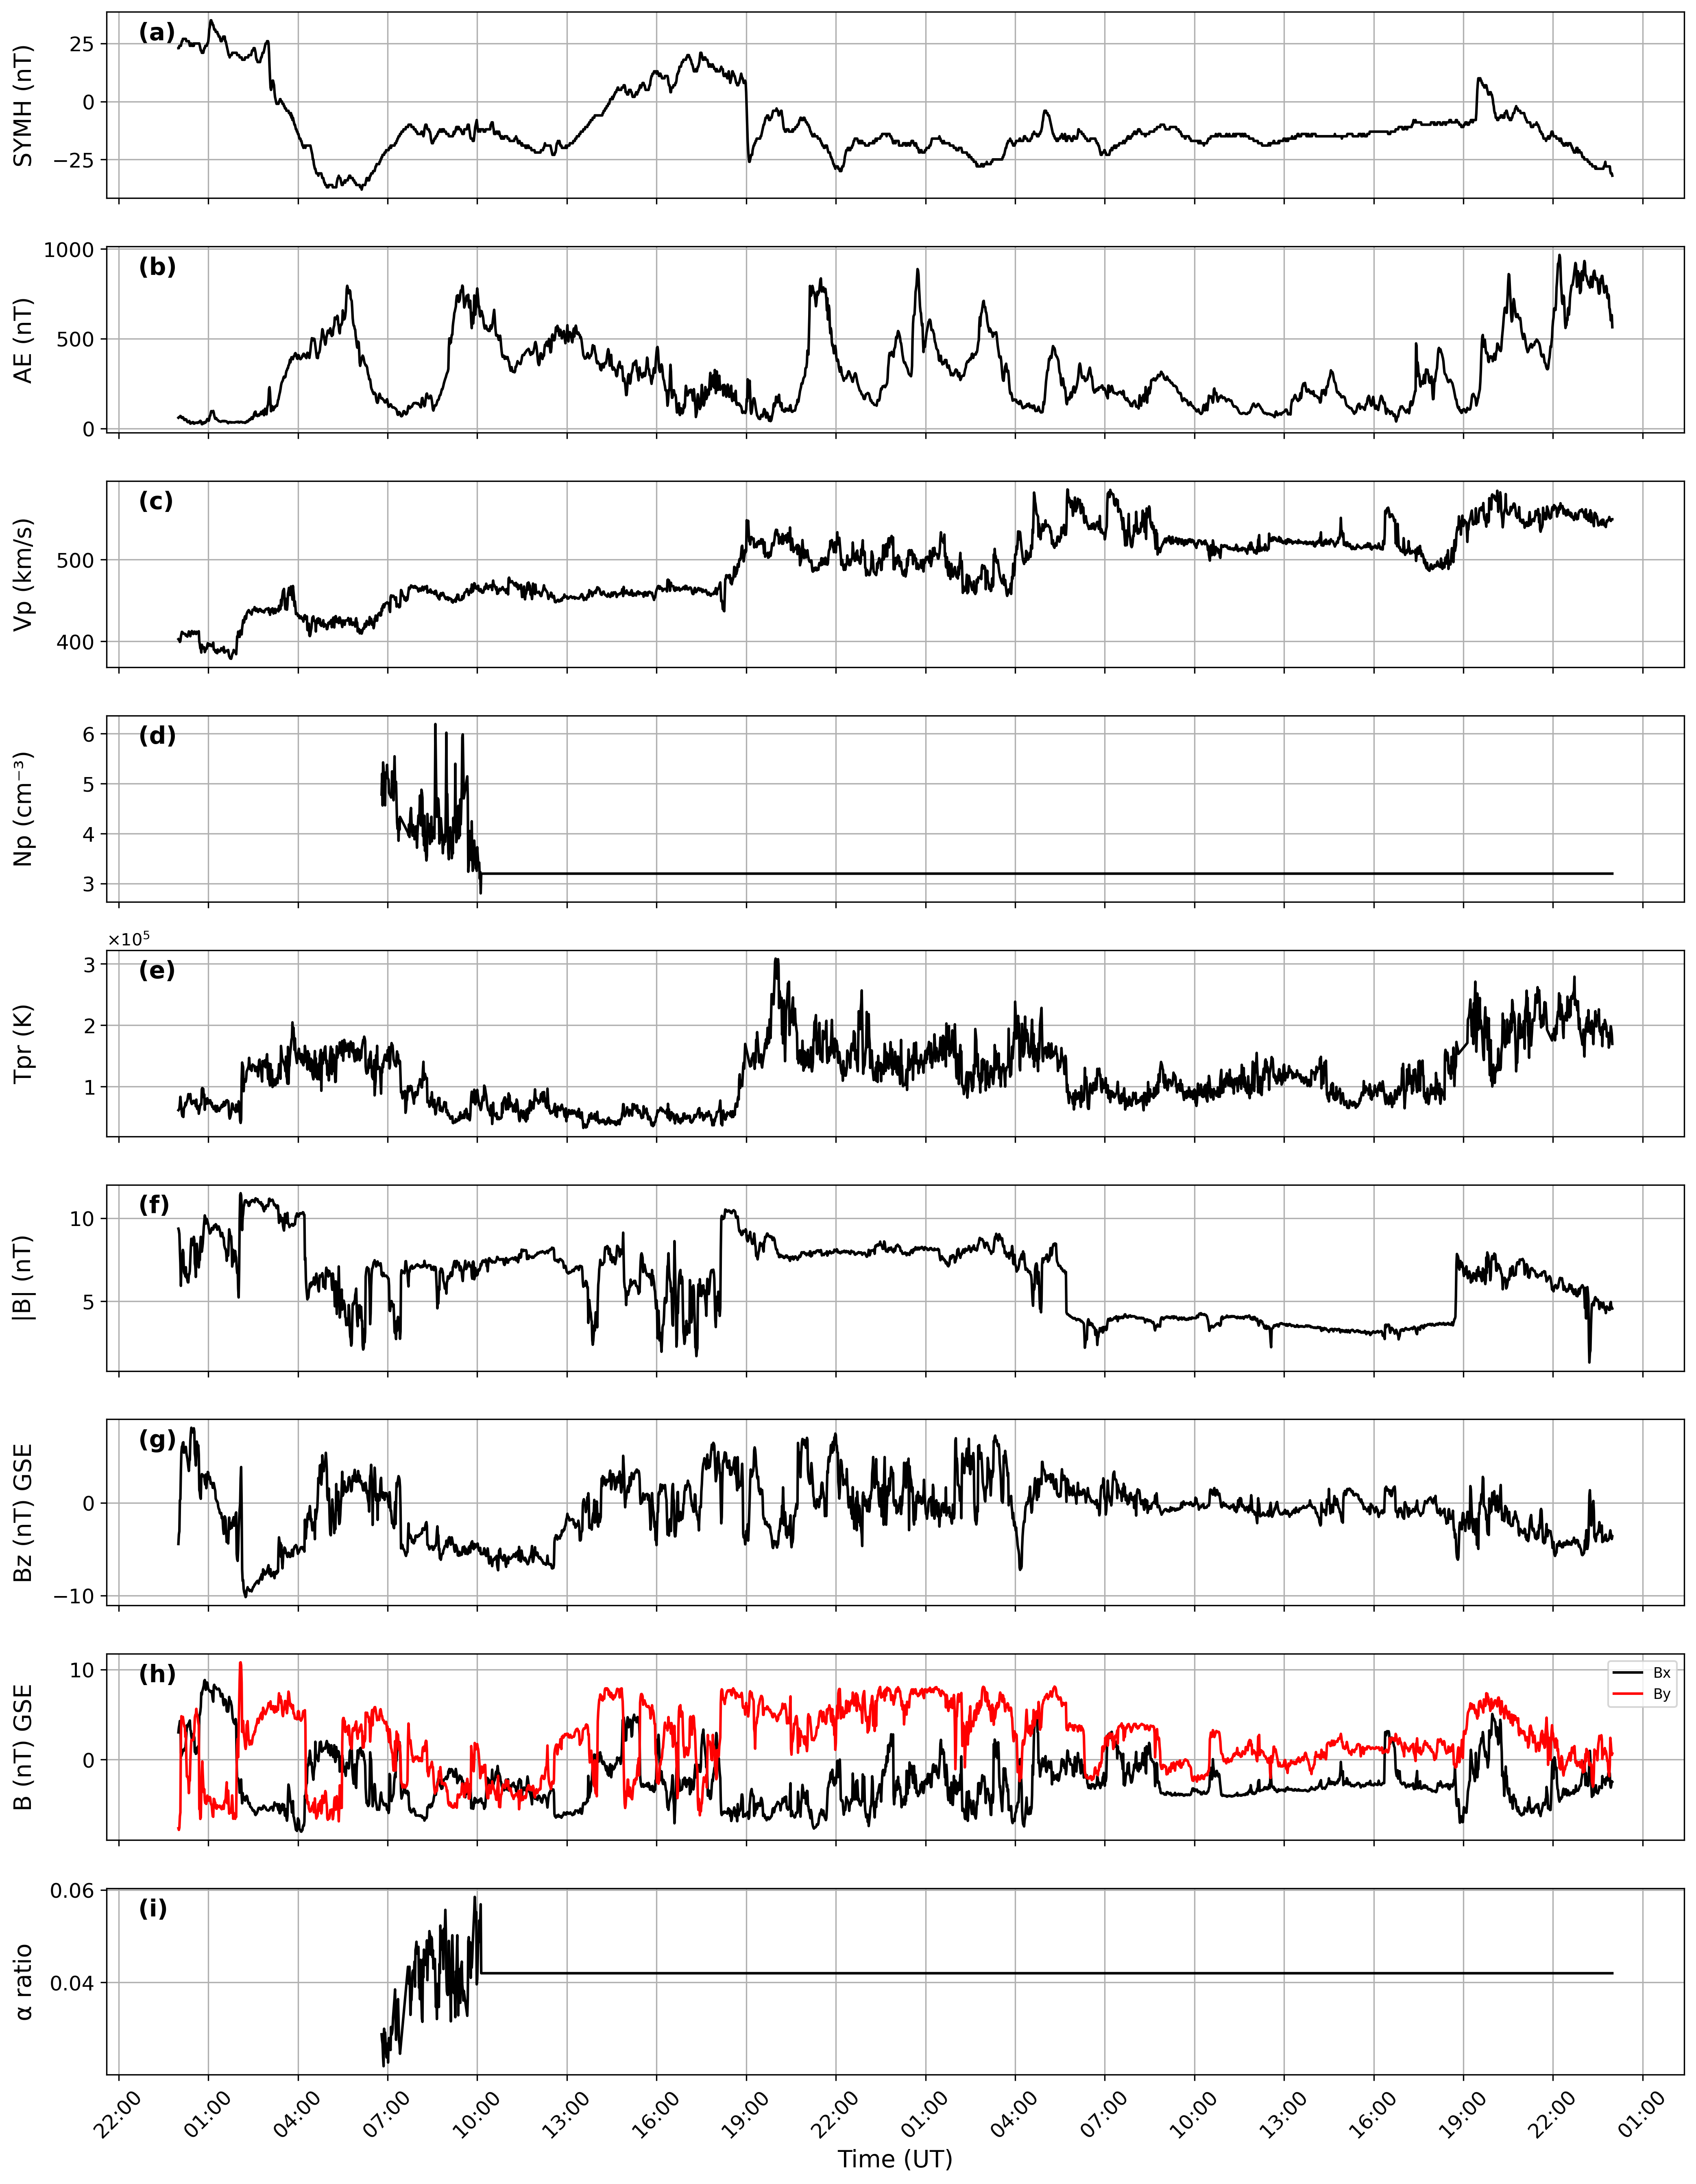 (a)
SYMH (nT)
25
0
−25
(b)
AE (nT)
1000
500
0
(c)
Vp (km/s)
500
400
(d)
Np (cm⁻³)
6
5
4
3
×10⁵
(e)
Tpr (K)
3
2
1
(f)
|B| (nT)
10
5
(g)
Bz (nT) GSE
0
−10
(h)
B (nT) GSE
10
0
Bx
By
(i)
α ratio
0.06
0.04
22:00 01:00 04:00 07:00 10:00 13:00 16:00 19:00 22:00 01:00 04:00 07:00 10:00 13:00 16:00 19:00 22:00 01:00
Time (UT)